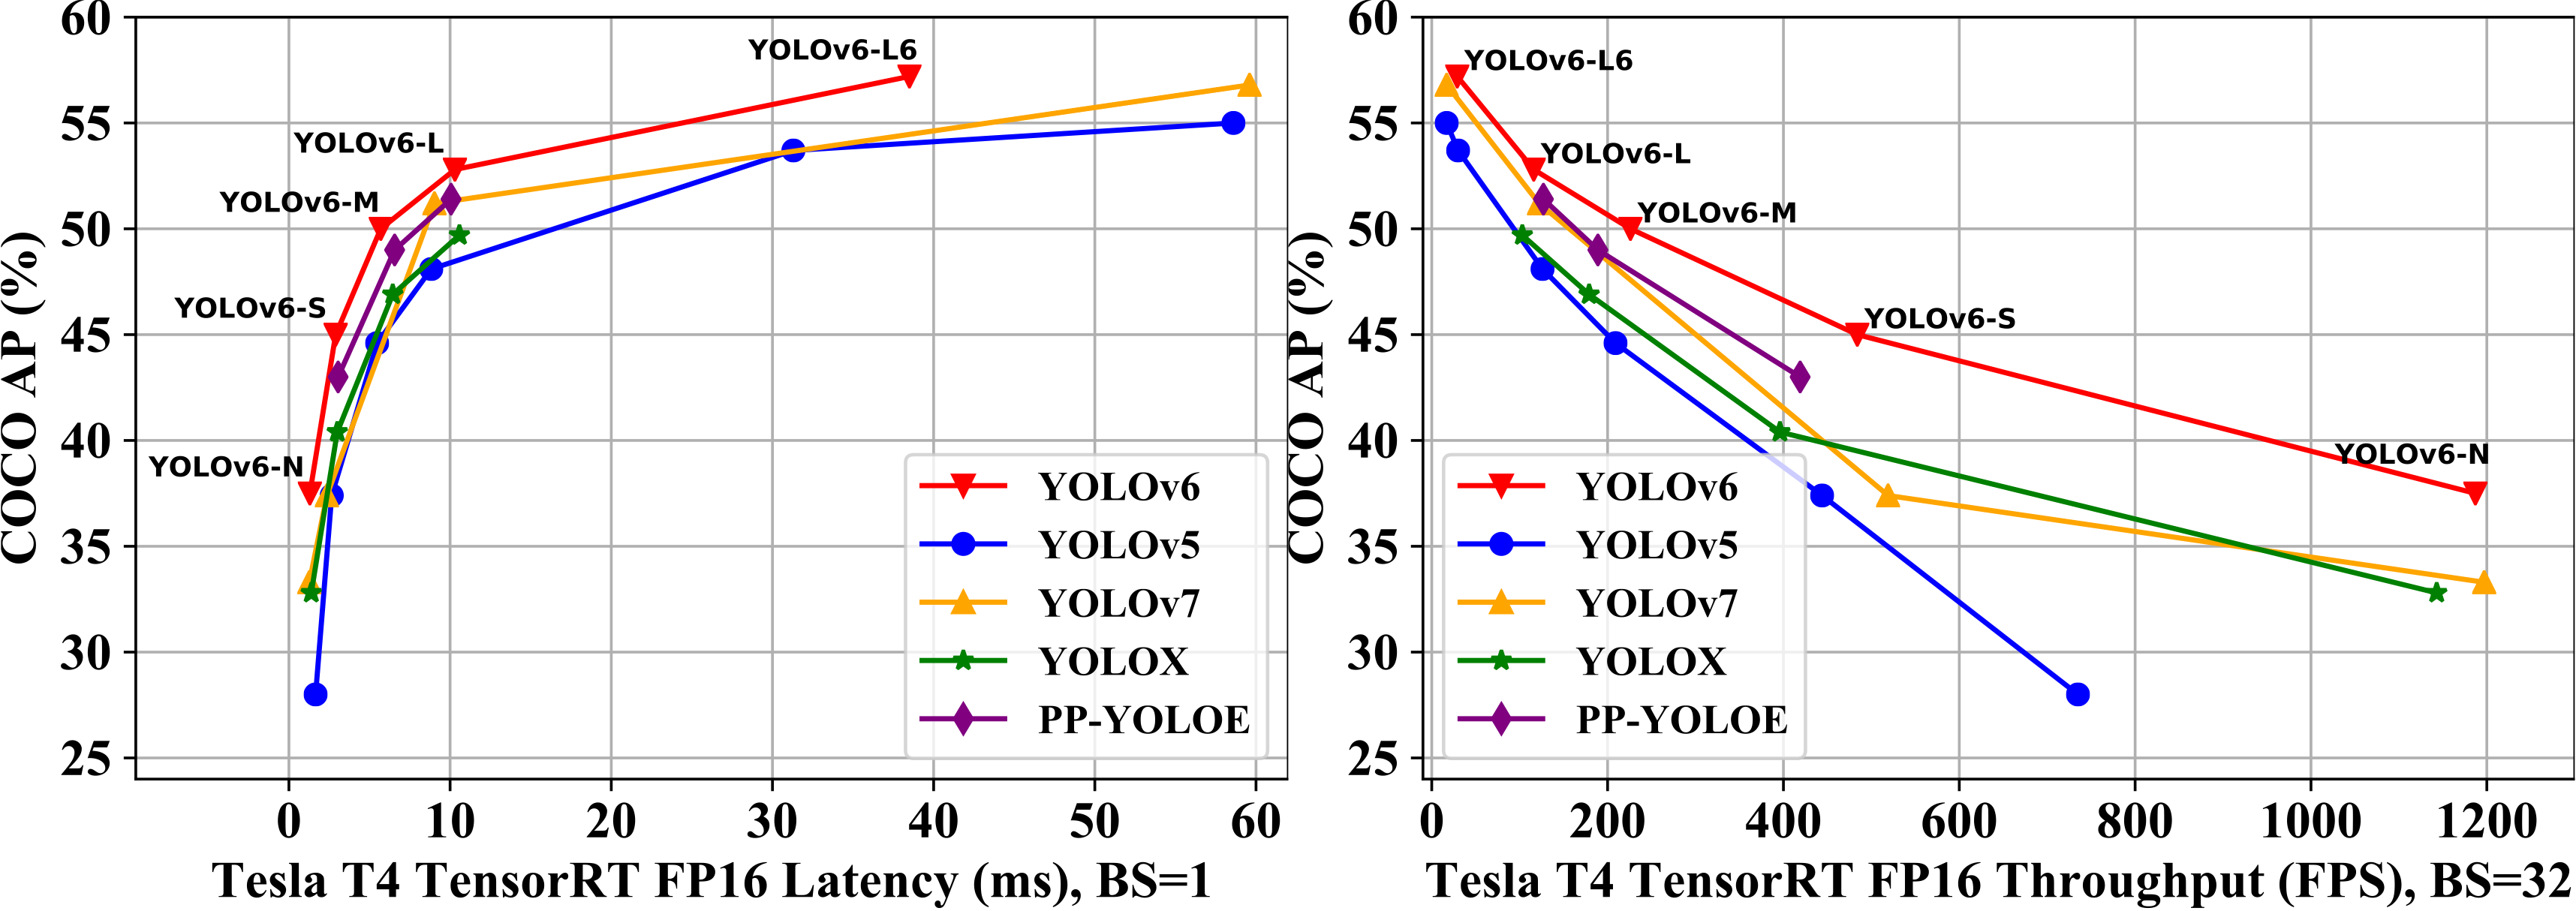 60
55
50
45
40
35
30
25
COCO AP (%)
YOLOv6-L6
YOLOv6-L
YOLOv6-M
YOLOv6-S
YOLOv6-N
YOLOv6
YOLOv5
YOLOv7
YOLOX
PP-YOLOE
0 10 20 30 40 50 60
Tesla T4 TensorRT FP16 Latency (ms), BS=1
60
55
50
45
40
35
30
25
COCO AP (%)
YOLOv6-L6
YOLOv6-L
YOLOv6-M
YOLOv6-S
YOLOv6-N
YOLOv6
YOLOv5
YOLOv7
YOLOX
PP-YOLOE
0 200 400 600 800 1000 1200
Tesla T4 TensorRT FP16 Throughput (FPS), BS=32